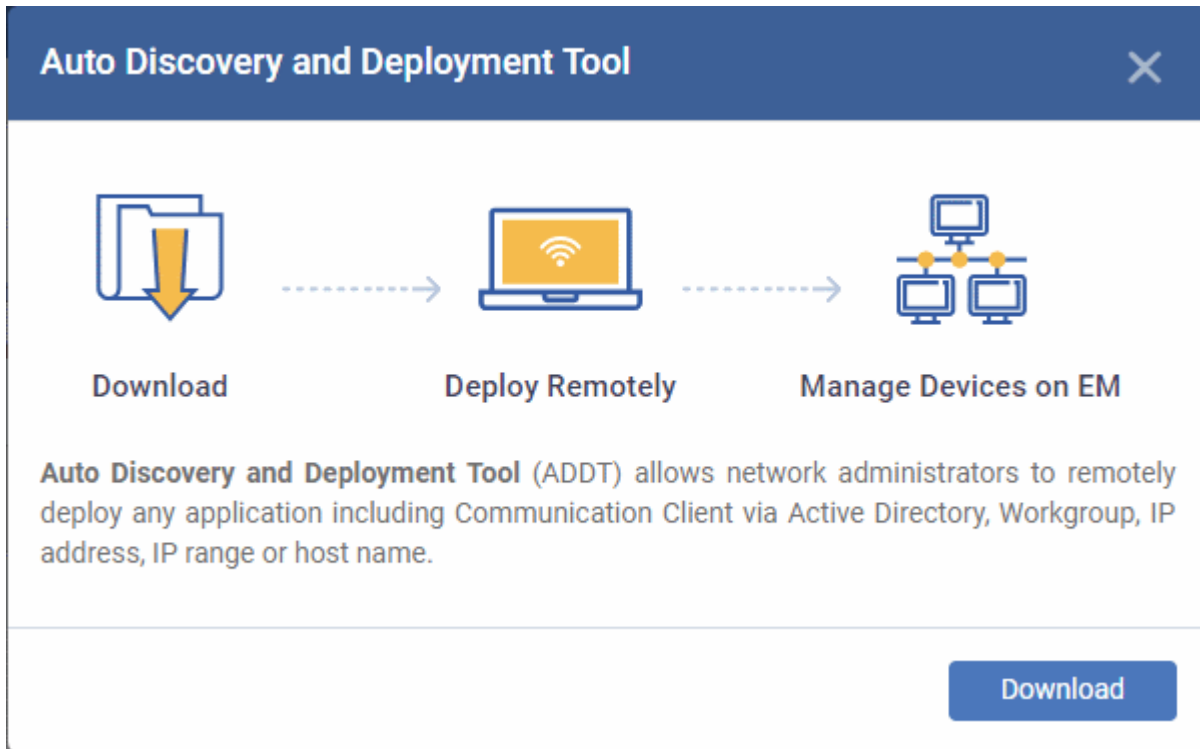 Auto Discovery and Deployment Tool
Download
Deploy Remotely
Manage Devices on EM
Auto Discovery and Deployment Tool (ADDT) allows network administrators to remotely
deploy any application including Communication Client via Active Directory, Workgroup, IP
address, IP range or host name.
Download